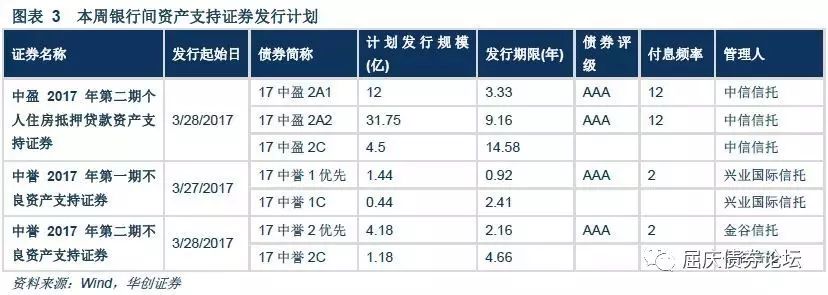 图表 3 本周银行间资产支持证券发行计划
证券名称 发行起始日 债券简称 计划发行规模(亿) 发行期限(年) 债券评级 付息频率 管理人
中盈 2017 年第二期个人住房抵押贷款资产支持证券 3/28/2017 17 中盈 2A1 12 3.33 AAA 12 中信信托
17 中盈 2A2 31.75 9.16 AAA 12 中信信托
17 中盈 2C 4.5 14.58 中信信托
中誉 2017 年第一期不良资产支持证券 3/27/2017 17 中誉 1 优先 1.44 0.92 AAA 2 兴业国际信托
17 中誉 1C 0.44 2.41 兴业国际信托
中誉 2017 年第二期不良资产支持证券 3/28/2017 17 中誉 2 优先 4.18 2.16 AAA 2 金谷信托
17 中誉 2C 1.18 4.66
屈庆债券论坛
资料来源：Wind，华创证券